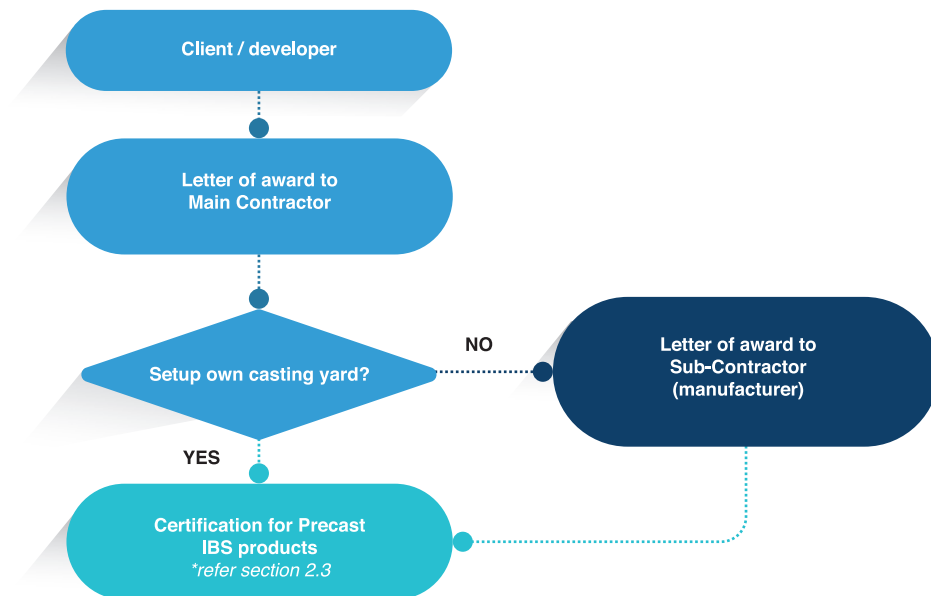 Client / developer
Letter of award to
Main Contractor
Setup own casting yard?
NO
Letter of award to
Sub-Contractor
(manufacturer)
YES
Certification for Precast
IBS products
*refer section 2.3